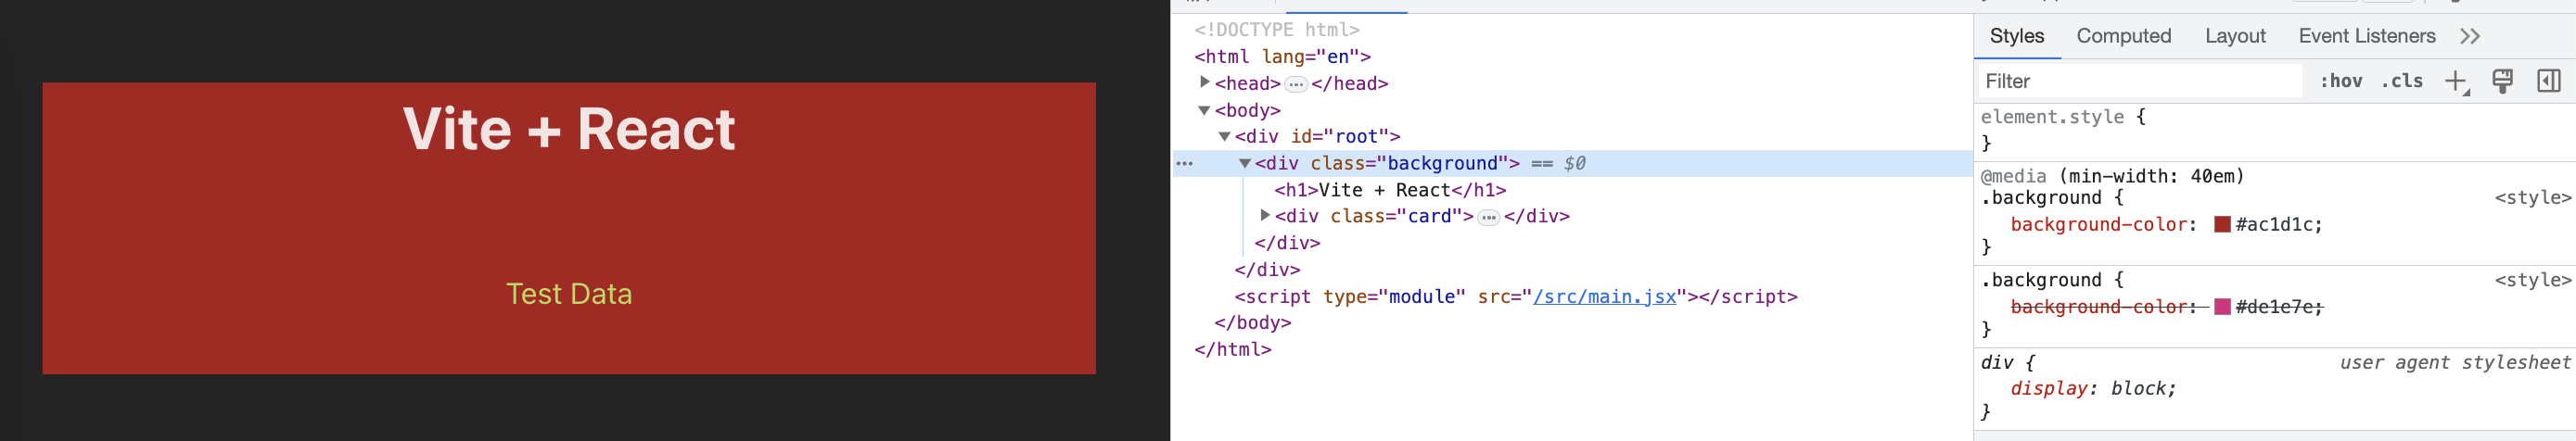 Vite + React
Test Data
<!DOCTYPE html>
<html lang="en">
<head>…</head>
<body>
<div id="root">
… <div class="background"> == $0
<h1>Vite + React</h1>
<div class="card">…</div>
</div>
</div>
<script type="module" src="/src/main.jsx"></script>
</body>
</html>
Styles Computed Layout Event Listeners >>
Filter :hov .cls +
element.style {
}
@media (min-width: 40em)
.background { <style>
background-color: #ac1d1c;
}
.background { <style>
background-color: #de1e7e;
}
div { user agent stylesheet
display: block;
}